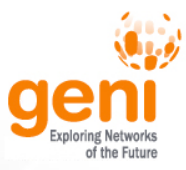 geni
Exploring Networks
of the Future